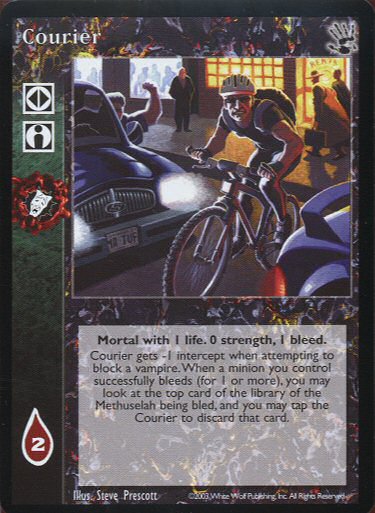 Courier
Mortal with 1 life. 0 strength, 1 bleed.
Courier gets -1 intercept when attempting to
block a vampire. When a minion you control
successfully bleeds (for 1 or more), you may
look at the top card of the library of the
Methuselah being bled, and you may tap the
Courier to discard that card.
2
Illus. Steve Prescott
©2003 White Wolf Publishing, Inc. All Rights Reserved